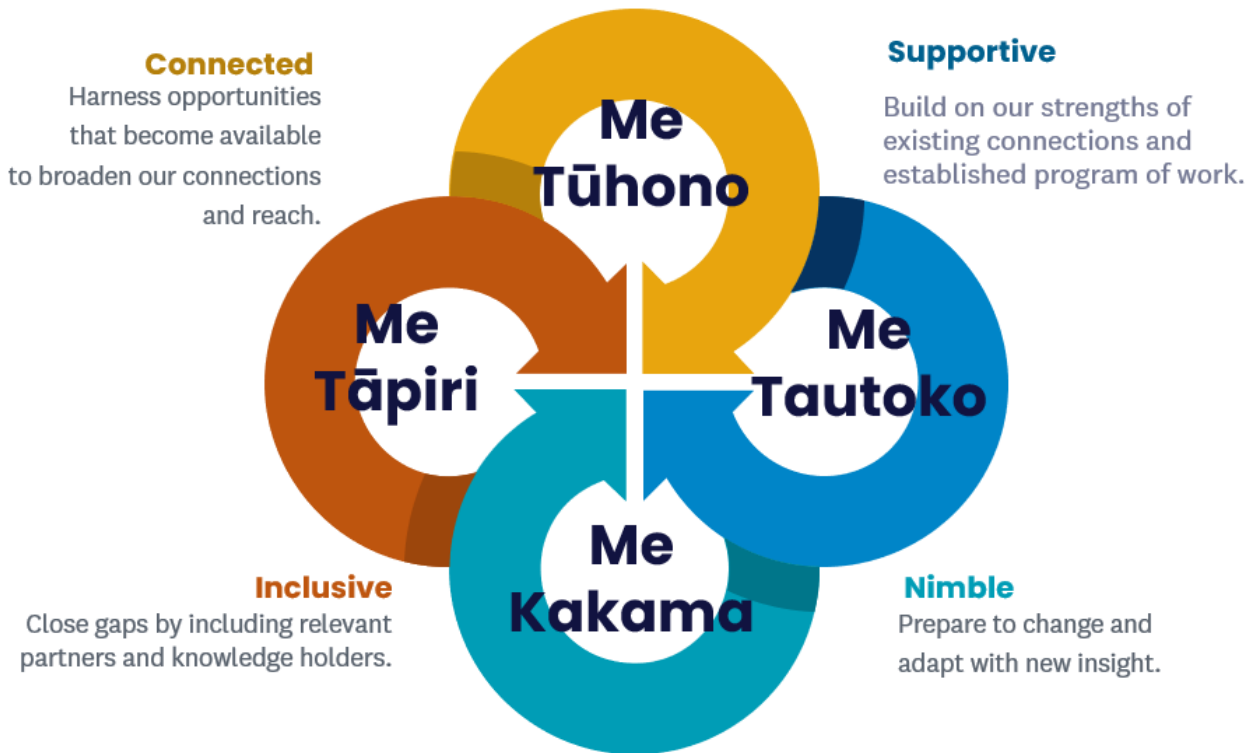 Connected
Harness opportunities
that become available
to broaden our connections
and reach.
Supportive
Build on our strengths of
existing connections and
established program of work.
Me
Tūhono
Me
Tāpiri
Me
Tautoko
Me
Kakama
Inclusive
Close gaps by including relevant
partners and knowledge holders.
Nimble
Prepare to change and
adapt with new insight.